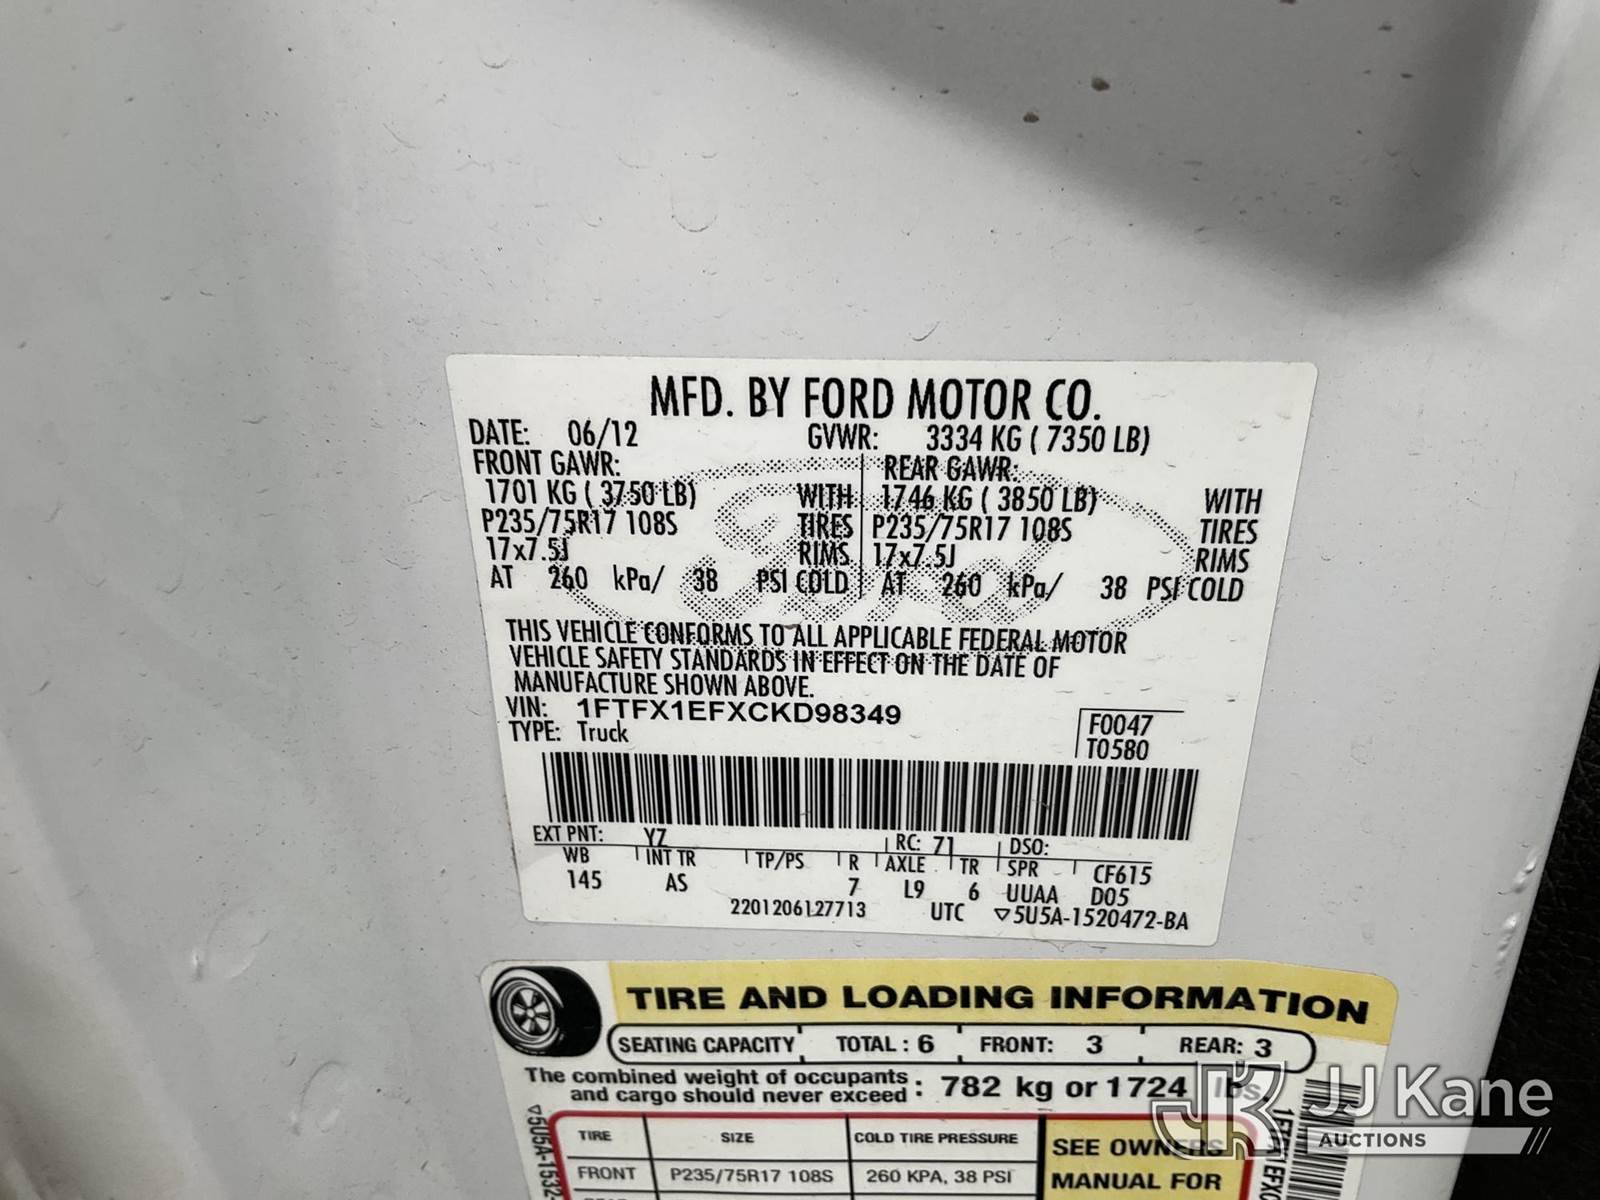 MFD. BY FORD MOTOR CO.
DATE: 06/12 GVWR: 3334 KG ( 7350 LB)
FRONT GAWR: REAR GAWR:
1701 KG ( 3750 LB) WITH 1746 KG ( 3850 LB) WITH
P235/75R17 108S TIRES P235/75R17 108S TIRES
17x7.5J RIMS 17x7.5J RIMS
AT 260 kPa/ 38 PSI COLD AT 260 kPa/ 38 PSI COLD
Ford
THIS VEHICLE CONFORMS TO ALL APPLICABLE FEDERAL MOTOR
VEHICLE SAFETY STANDARDS IN EFFECT ON THE DATE OF
MANUFACTURE SHOWN ABOVE.
VIN: 1FTFX1EFXCKD98349 F0047
TYPE: Truck T0580
EXT PNT: YZ RC: 71 DSO:
WB INT TR TP/PS R AXLE TR SPR CF615
145 AS 7 L9 6 UUAA D05
2201206127713 UTC ▽5U5A-1520472-BA
TIRE AND LOADING INFORMATION
SEATING CAPACITY TOTAL : 6 FRONT: 3 REAR: 3
The combined weight of occupants
and cargo should never exceed : 782 kg or 1724 lbs.
TIRE SIZE COLD TIRE PRESSURE SEE OWNERS
FRONT P235/75R17 108S 260 KPA, 38 PSI MANUAL FOR
▽5U5A-1532
JJ Kane
AUCTIONS